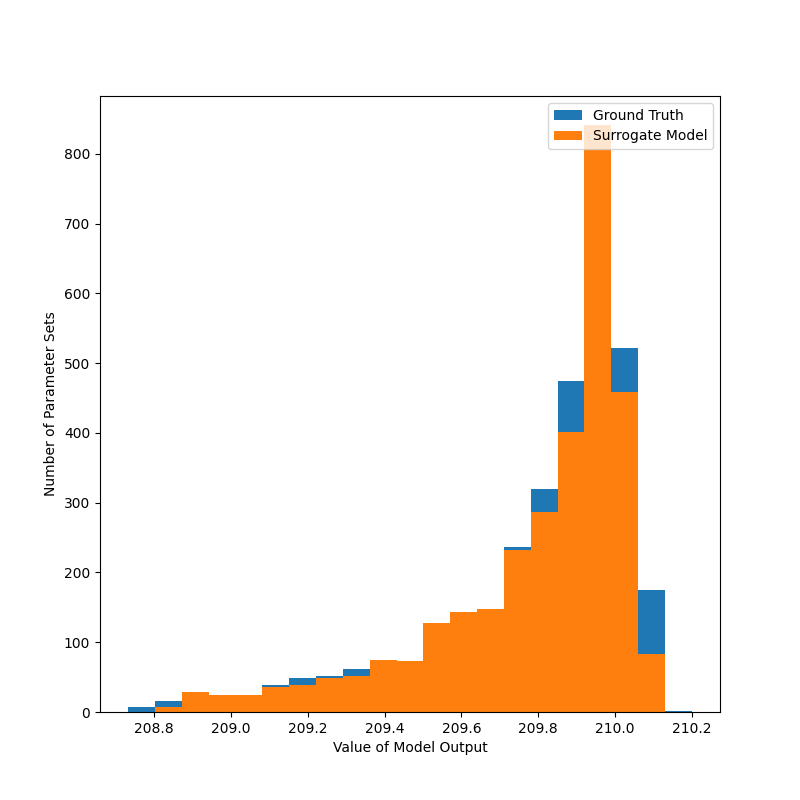 Ground Truth
Surrogate Model
800
700
600
500
400
300
200
100
0
Number of Parameter Sets
208.8 209.0 209.2 209.4 209.6 209.8 210.0 210.2
Value of Model Output